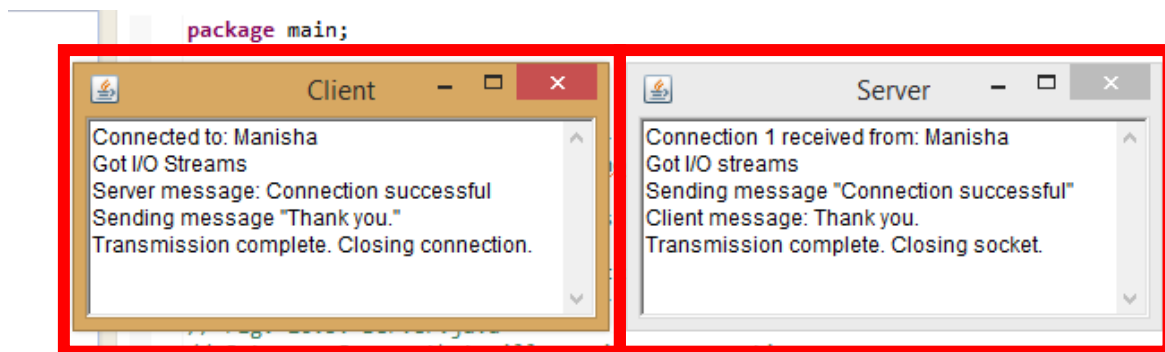 package main;
Client
Connected to: Manisha
Got I/O Streams
Server message: Connection successful
Sending message "Thank you."
Transmission complete. Closing connection.
Server
Connection 1 received from: Manisha
Got I/O streams
Sending message "Connection successful"
Client message: Thank you.
Transmission complete. Closing socket.